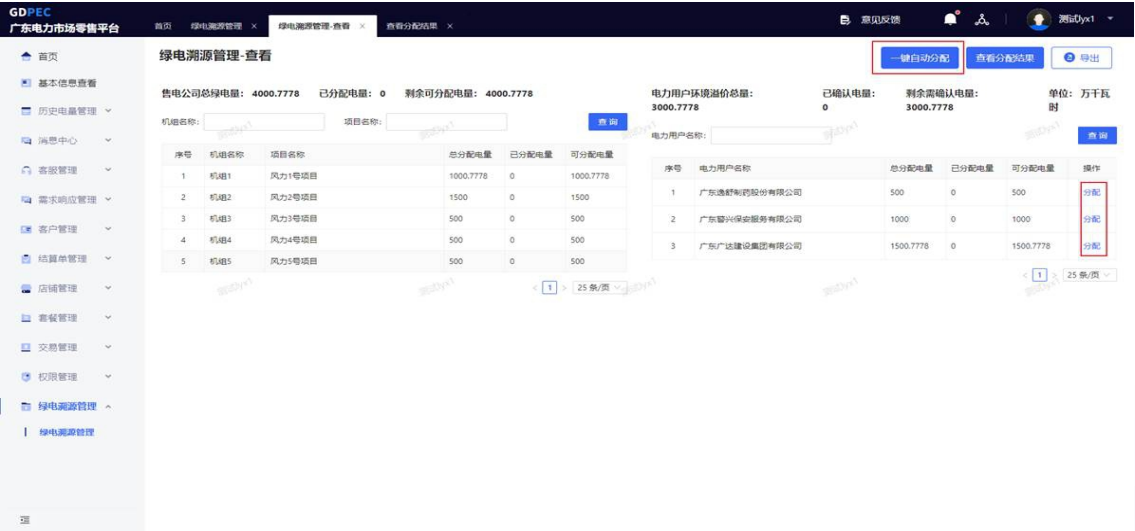 GDPEC
广东电力市场零售平台
首页 绿电溯源管理 × 绿电溯源管理-查看 × 查看分配结果 ×
意见反馈
测试lyx1
首页
基本信息查看
历史电量管理
消息中心
客服管理
需求响应管理
客户管理
结算单管理
店铺管理
套餐管理
交易管理
权限管理
绿电溯源管理
绿电溯源管理
绿电溯源管理-查看
一键自动分配 查看分配结果 导出
售电公司总绿电量: 4000.7778 已分配电量: 0 剩余可分配电量: 4000.7778
机组名称: 项目名称: 查询
序号 机组名称 项目名称 总分配电量 已分配电量 可分配电量
1 机组1 风力1号项目 1000.7778 0 1000.7778
2 机组2 风力2号项目 1500 0 1500
3 机组3 风力3号项目 500 0 500
4 机组4 风力4号项目 500 0 500
5 机组5 风力5号项目 500 0 500
< 1 > 25 条/页
电力用户环境溢价总量: 3000.7778 已确认电量: 0 剩余需确认电量: 3000.7778 单位: 万千瓦时
电力用户名称: 查询
序号 电力用户名称 总分配电量 已分配电量 可分配电量 操作
1 广东逸舒制药股份有限公司 500 0 500 分配
2 广东警兴保安服务有限公司 1000 0 1000 分配
3 广东广达建设集团有限公司 1500.7778 0 1500.7778 分配
< 1 > 25 条/页